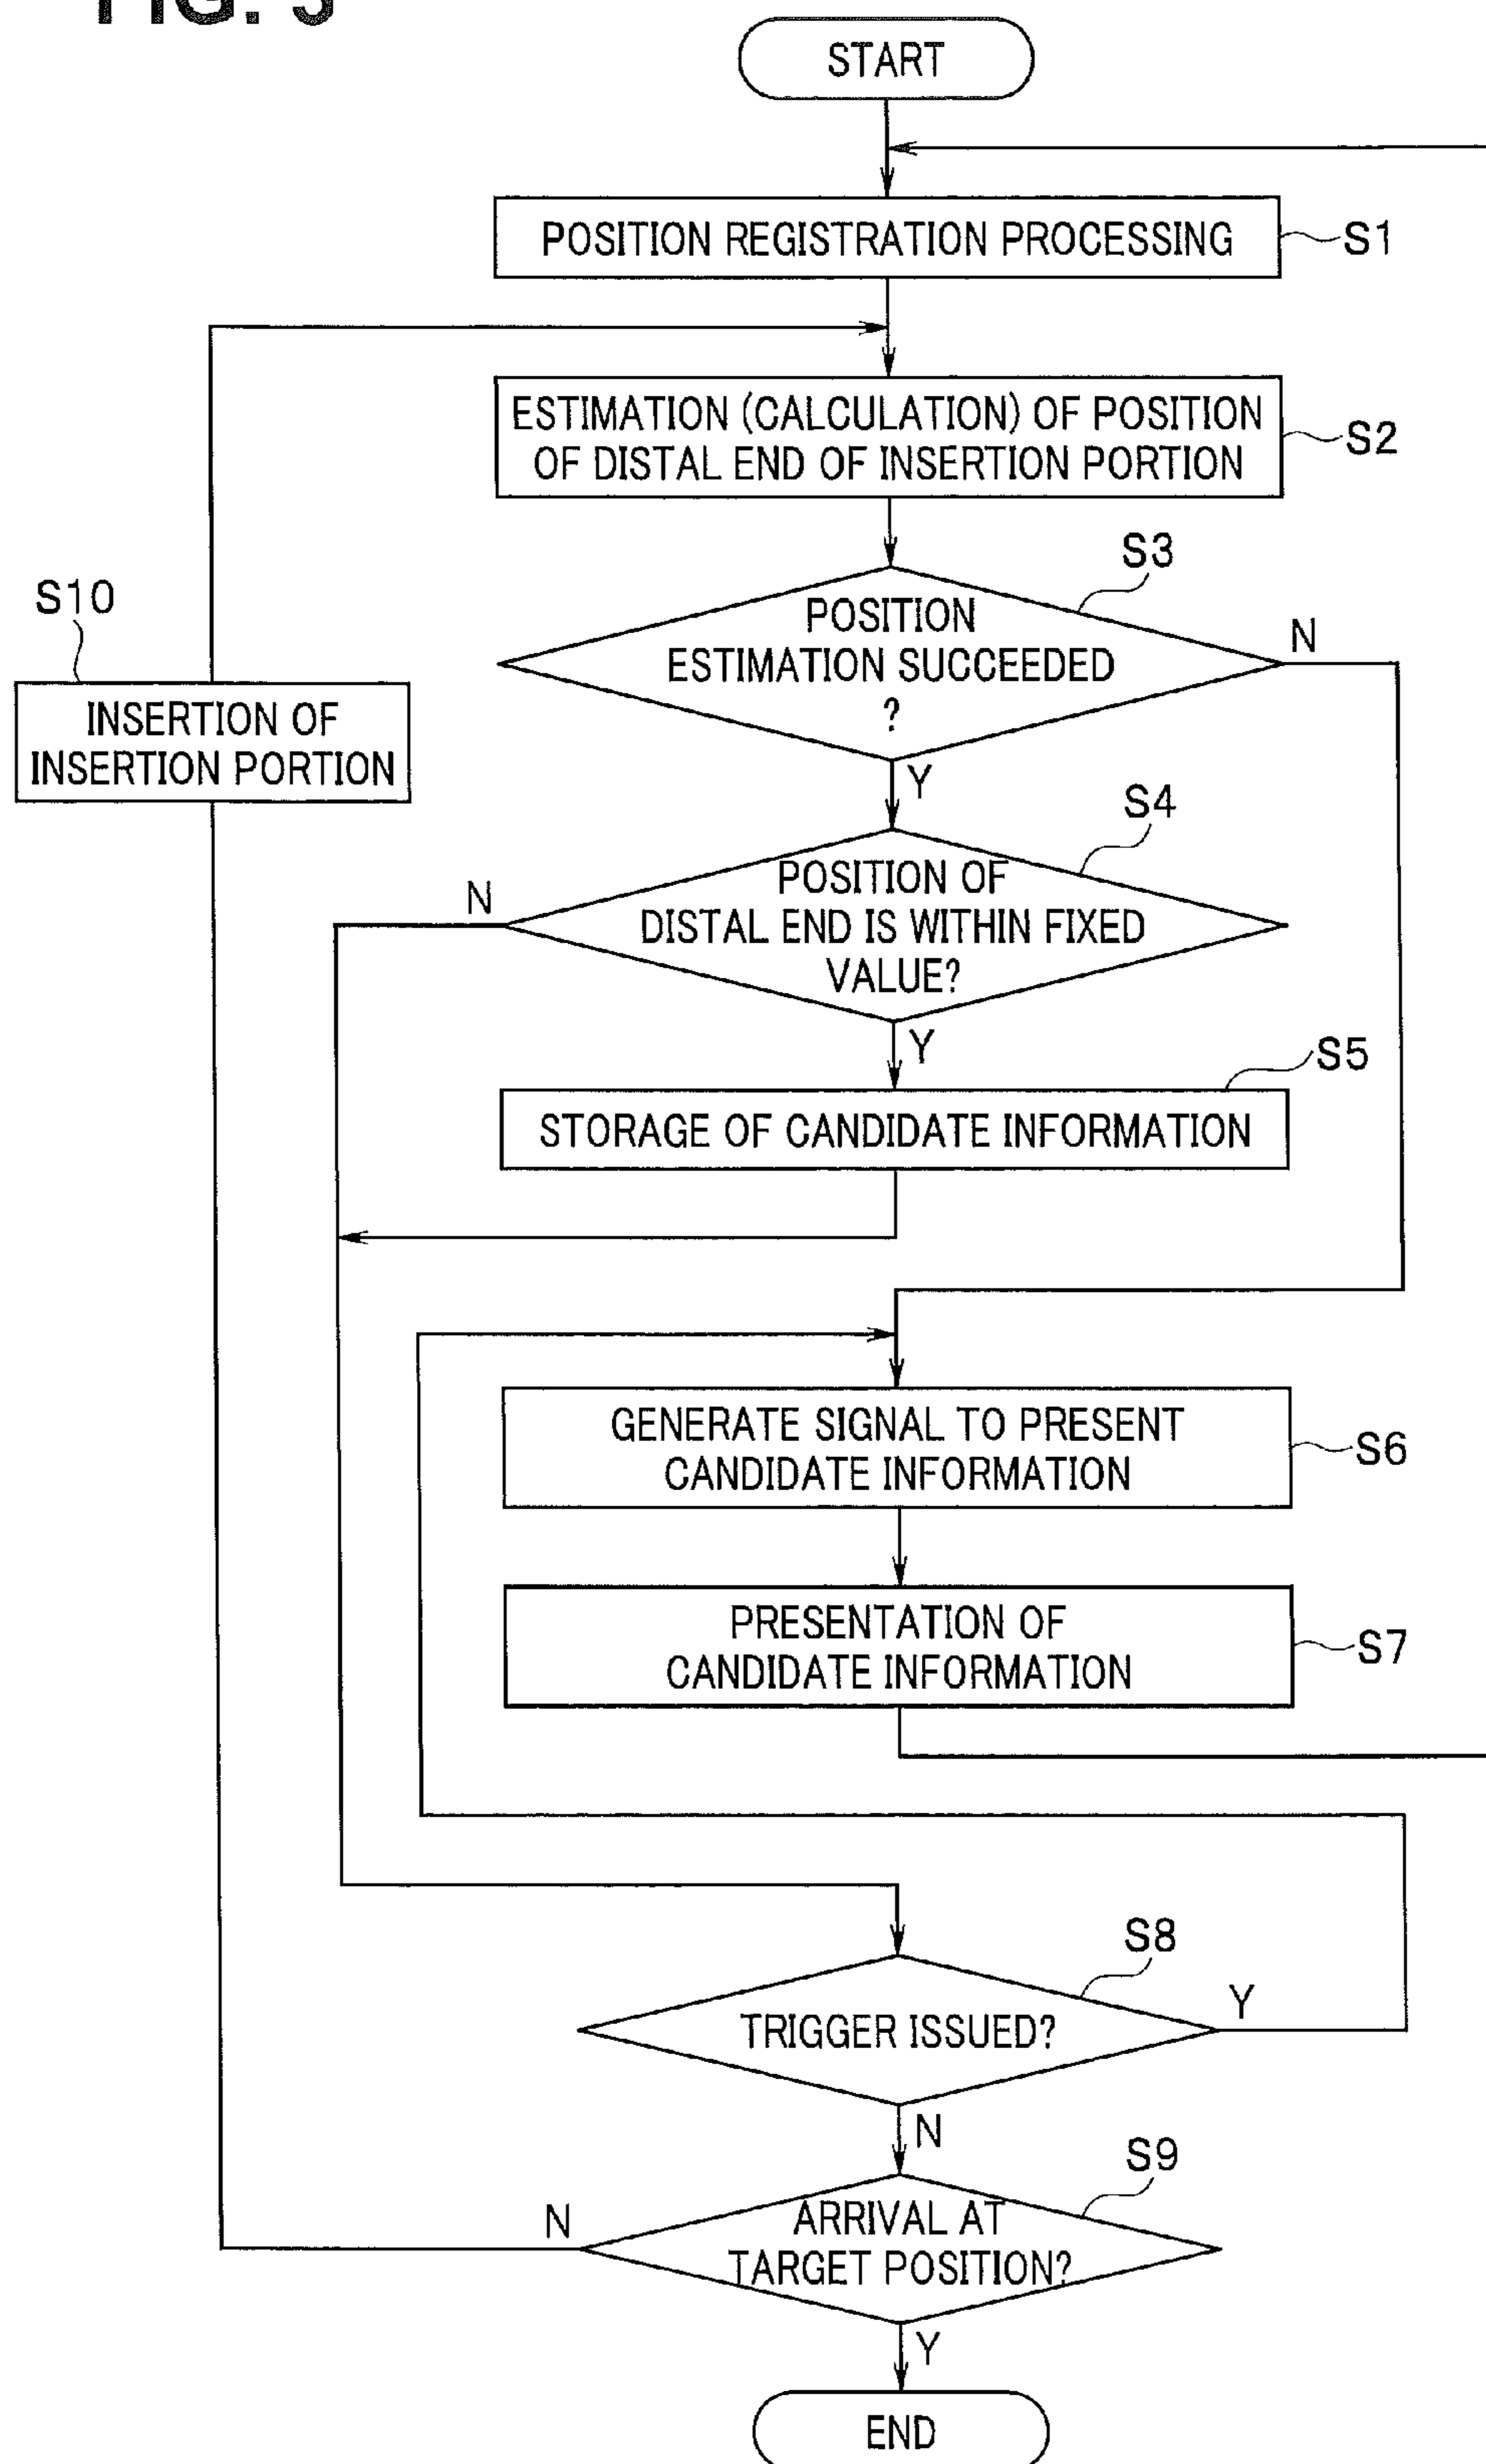 START
POSITION REGISTRATION PROCESSING
S1
ESTIMATION (CALCULATION) OF POSITION
OF DISTAL END OF INSERTION PORTION
S2
S3
POSITION
ESTIMATION SUCCEEDED
?
N
Y
S10
INSERTION OF
INSERTION PORTION
S4
POSITION OF
DISTAL END IS WITHIN FIXED
VALUE?
N
Y
S5
STORAGE OF CANDIDATE INFORMATION
GENERATE SIGNAL TO PRESENT
CANDIDATE INFORMATION
S6
PRESENTATION OF
CANDIDATE INFORMATION
S7
S8
TRIGGER ISSUED?
Y
N
S9
ARRIVAL AT
TARGET POSITION?
N
Y
END